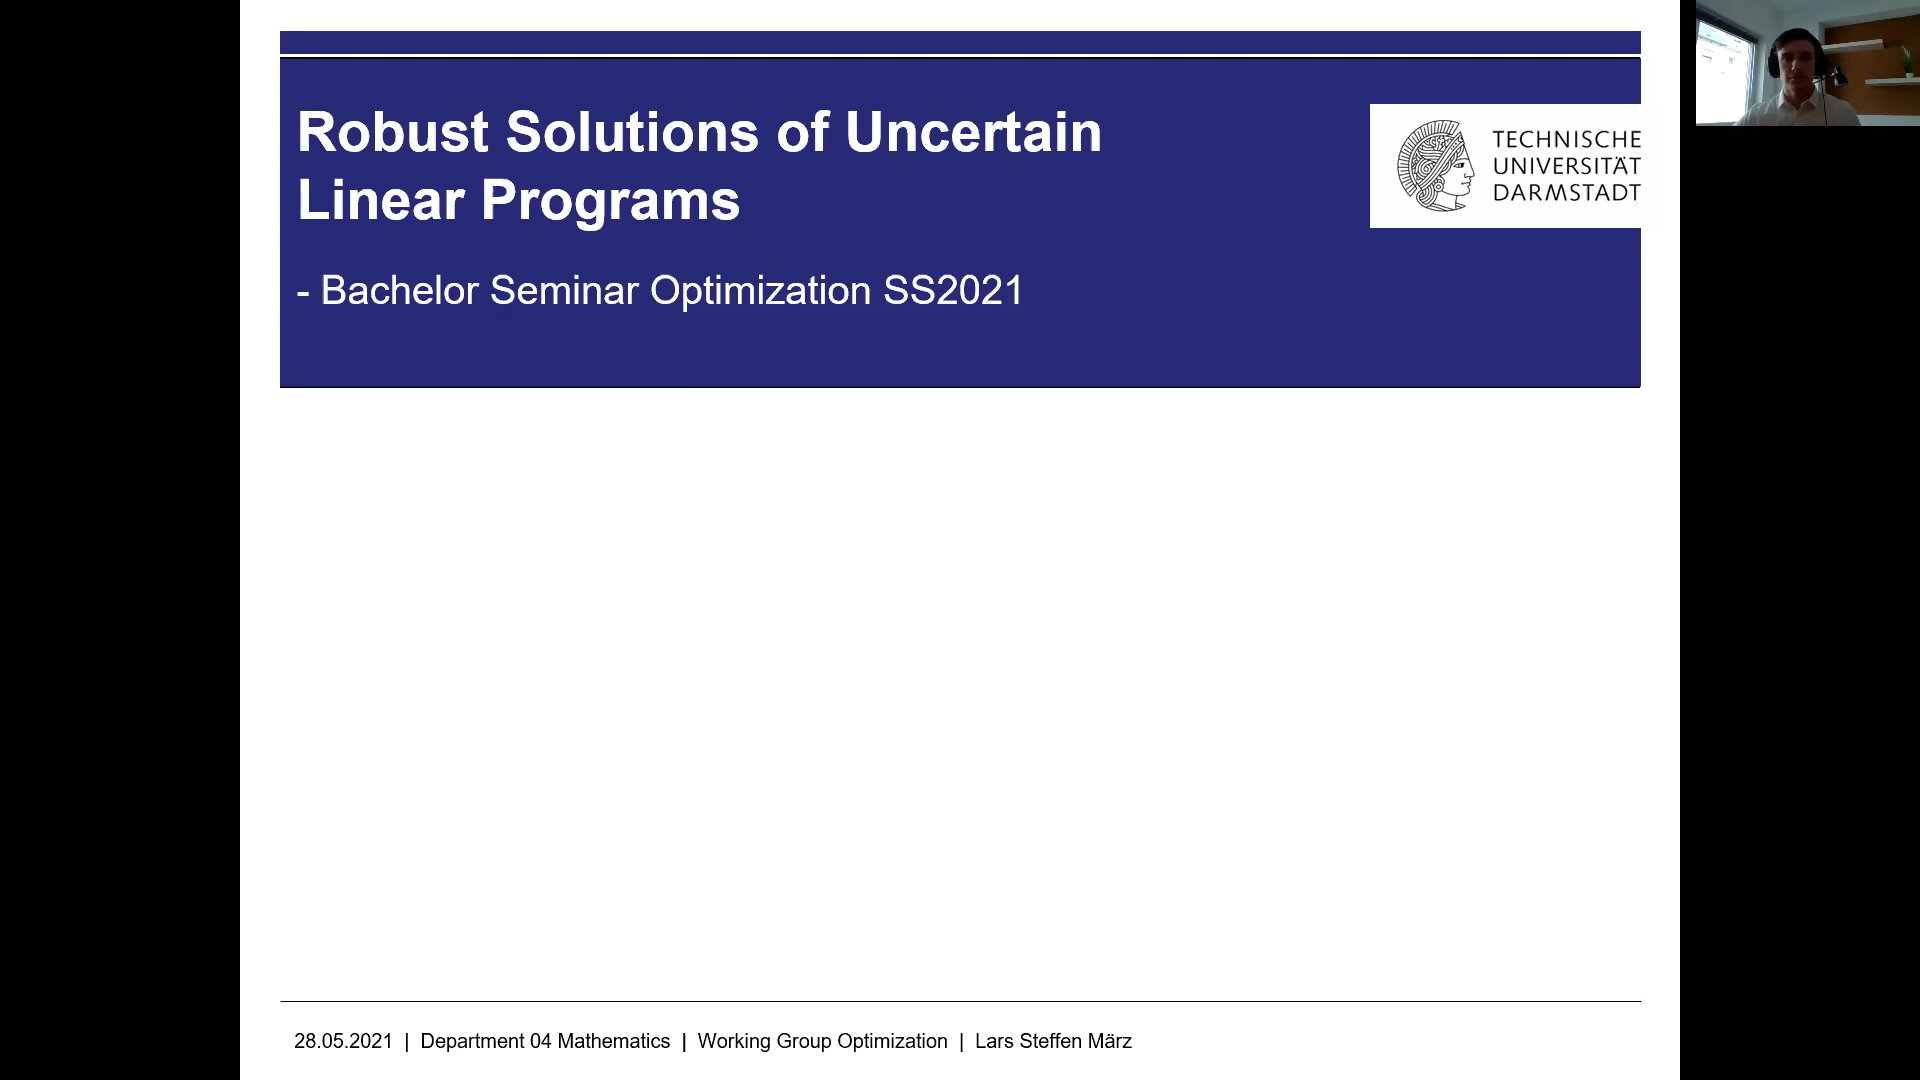 Robust Solutions of Uncertain
Linear Programs
- Bachelor Seminar Optimization SS2021
TECHNISCHE
UNIVERSITÄT
DARMSTADT
28.05.2021 | Department 04 Mathematics | Working Group Optimization | Lars Steffen März